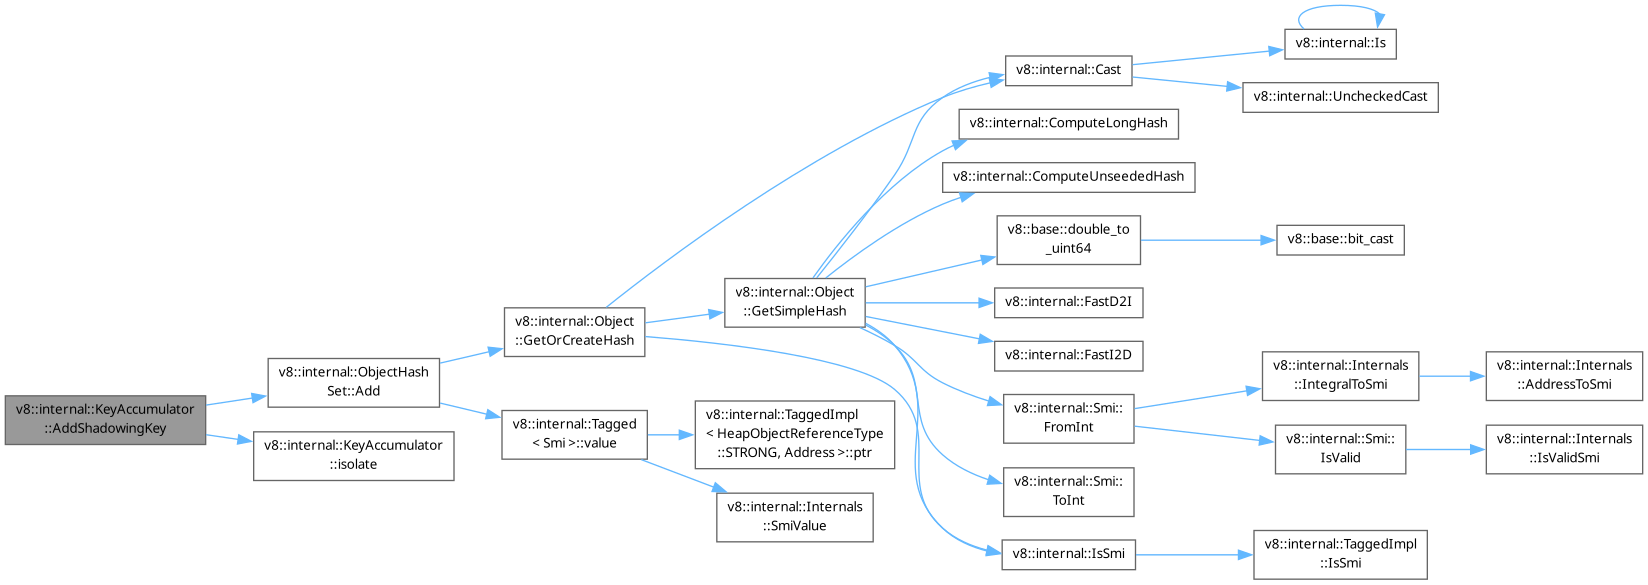 v8::internal::KeyAccumulator
::AddShadowingKey
v8::internal::ObjectHash
Set::Add
v8::internal::KeyAccumulator
::isolate
v8::internal::Object
::GetOrCreateHash
v8::internal::Tagged
< Smi >::value
v8::internal::Object
::GetSimpleHash
v8::internal::TaggedImpl
< HeapObjectReferenceType
::STRONG, Address >::ptr
v8::internal::Internals
::SmiValue
v8::internal::Cast
v8::internal::ComputeLongHash
v8::internal::ComputeUnseededHash
v8::base::double_to
_uint64
v8::internal::FastD2I
v8::internal::FastI2D
v8::internal::Smi::
FromInt
v8::internal::Smi::
ToInt
v8::internal::IsSmi
v8::internal::Is
v8::internal::UncheckedCast
v8::base::bit_cast
v8::internal::Internals
::IntegralToSmi
v8::internal::Smi::
IsValid
v8::internal::TaggedImpl
::IsSmi
v8::internal::Internals
::AddressToSmi
v8::internal::Internals
::IsValidSmi